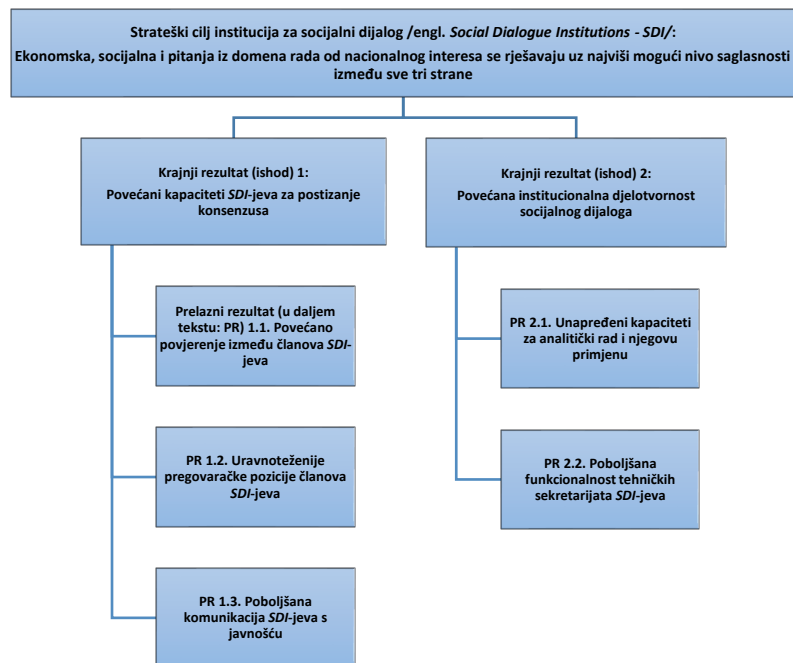 Strateški cilj institucija za socijalni dijalog /engl. Social Dialogue Institutions - SDI/:
Ekonomska, socijalna i pitanja iz domena rada od nacionalnog interesa se rješavaju uz najviši mogući nivo saglasnosti
između sve tri strane
Krajnji rezultat (ishod) 1:
Povećani kapaciteti SDI-jeva za postizanje
konsenzusa
Prelazni rezultat (u daljem
tekstu: PR) 1.1. Povećano
povjerenje između članova SDI-
jeva
PR 1.2. Uravnoteženije
pregovaračke pozicije članova
SDI-jeva
PR 1.3. Poboljšana
komunikacija SDI-jeva s
javnošću
Krajnji rezultat (ishod) 2:
Povećana institucionalna djelotvornost
socijalnog dijaloga
PR 2.1. Unapređeni kapaciteti
za analitički rad i njegovu
primjenu
PR 2.2. Poboljšana
funkcionalnost tehničkih
sekretarijata SDI-jeva